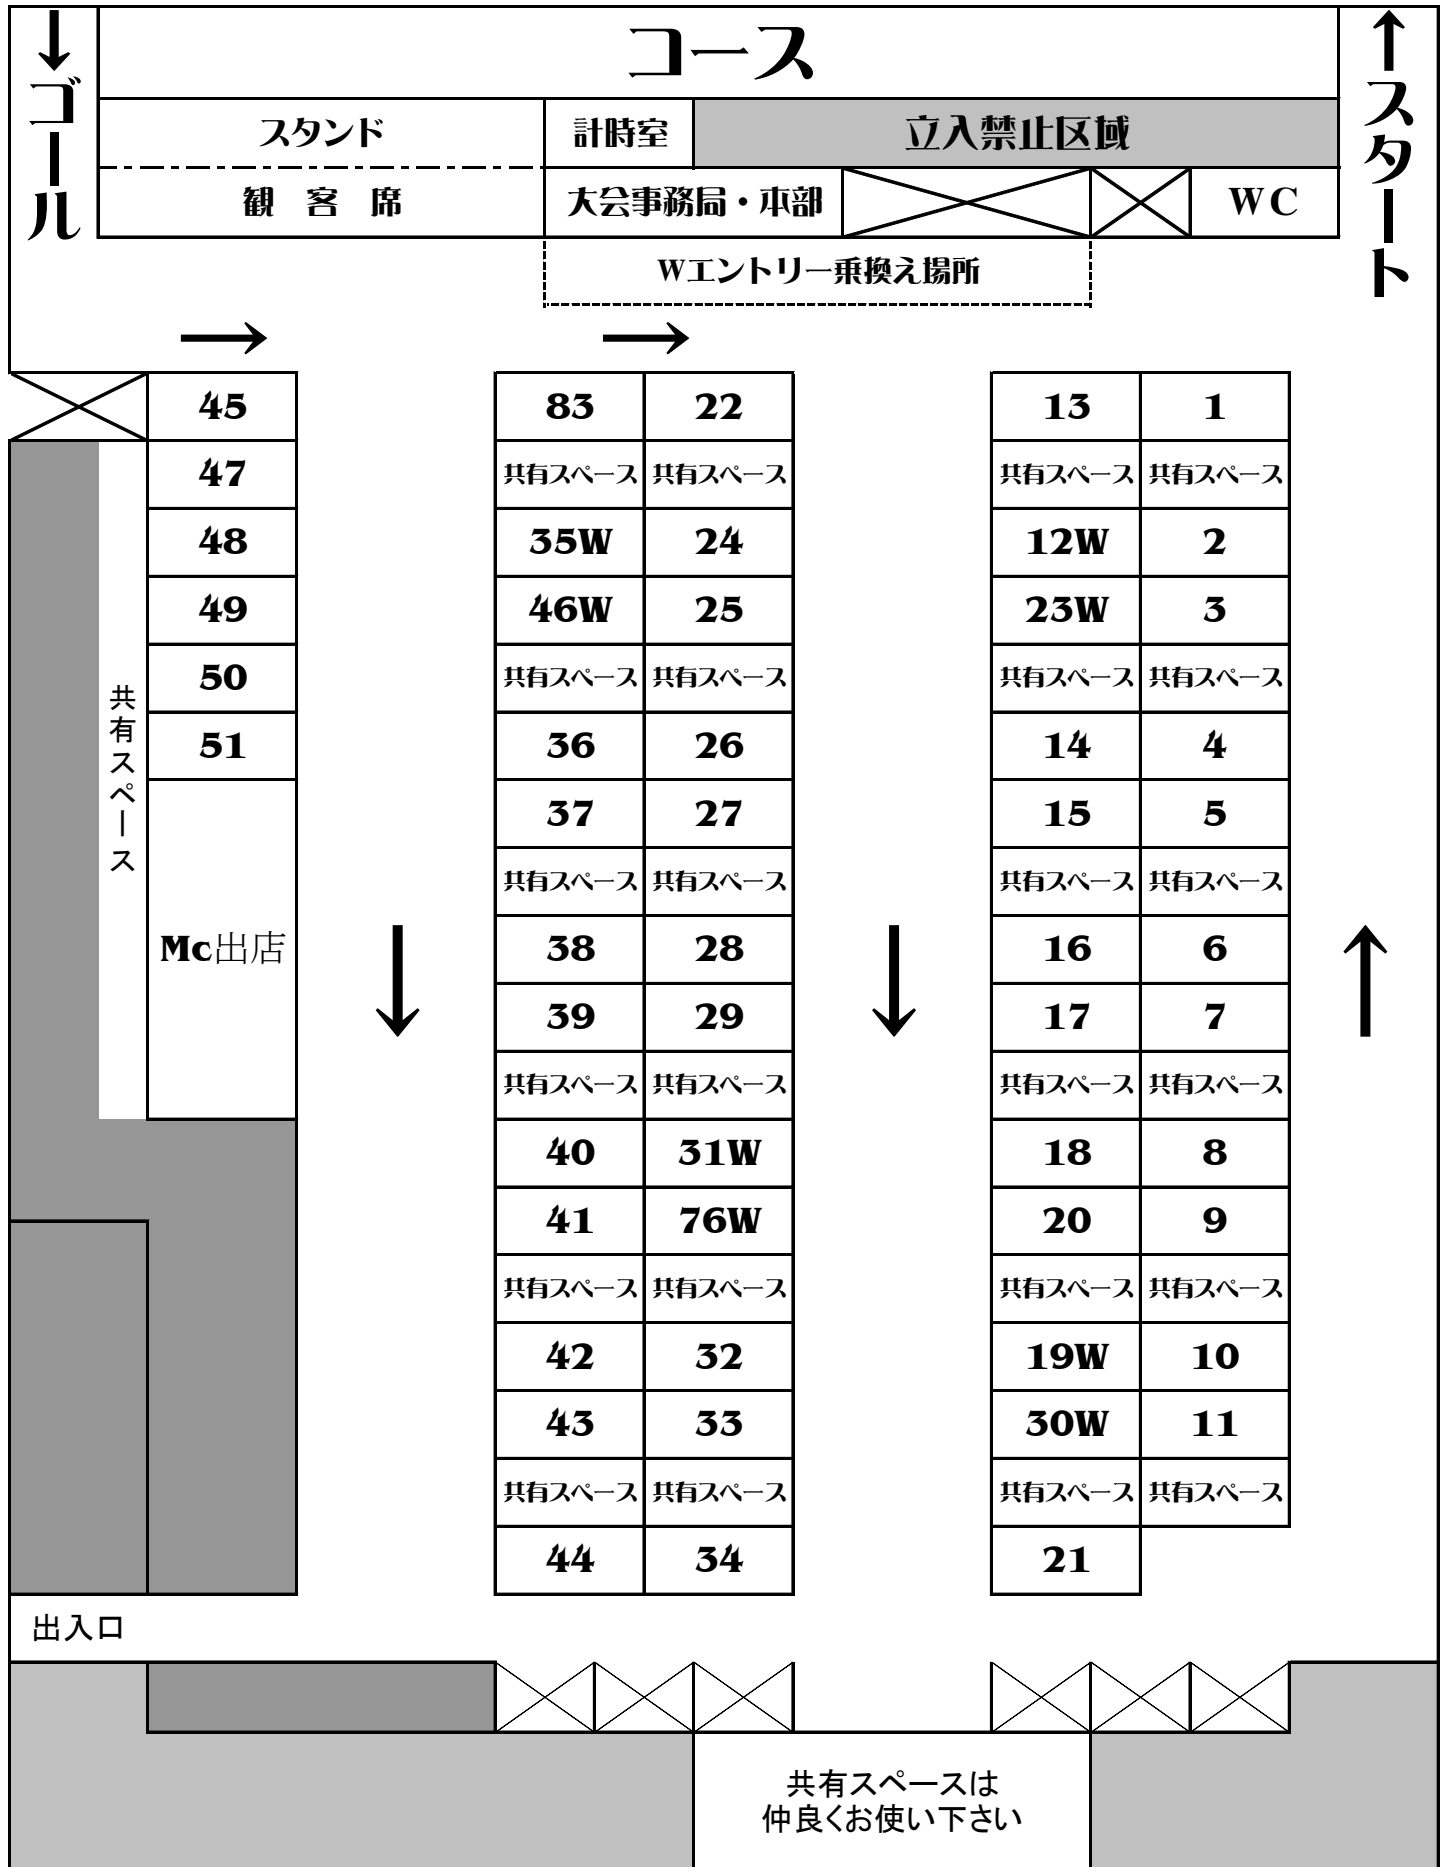 コース
ゴール
スタート
スタンド
計時室
立入禁止区域
観 客 席
大会事務局・本部
WC
Wエントリー乗換え場所
45 83 22 13 1
47 共有スペース 共有スペース 共有スペース 共有スペース
48 35W 24 12W 2
49 46W 25 23W 3
50 共有スペース 共有スペース 共有スペース 共有スペース
51 36 26 14 4
共有スペース
37 27 15 5
共有スペース 共有スペース 共有スペース 共有スペース
Mc出店 38 28 16 6
39 29 17 7
共有スペース 共有スペース 共有スペース 共有スペース
40 31W 18 8
41 76W 20 9
共有スペース 共有スペース 共有スペース 共有スペース
42 32 19W 10
43 33 30W 11
共有スペース 共有スペース 共有スペース 共有スペース
44 34 21
出入口
共有スペースは
仲良くお使い下さい